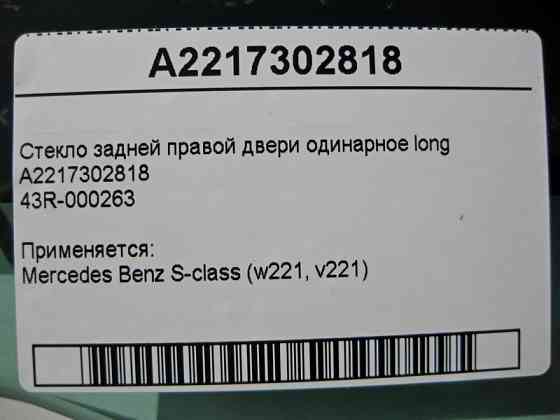 A2217302818
Стекло задней правой двери одинарное long
A2217302818
43R-000263
Применяется:
Mercedes Benz S-class (w221, v221)